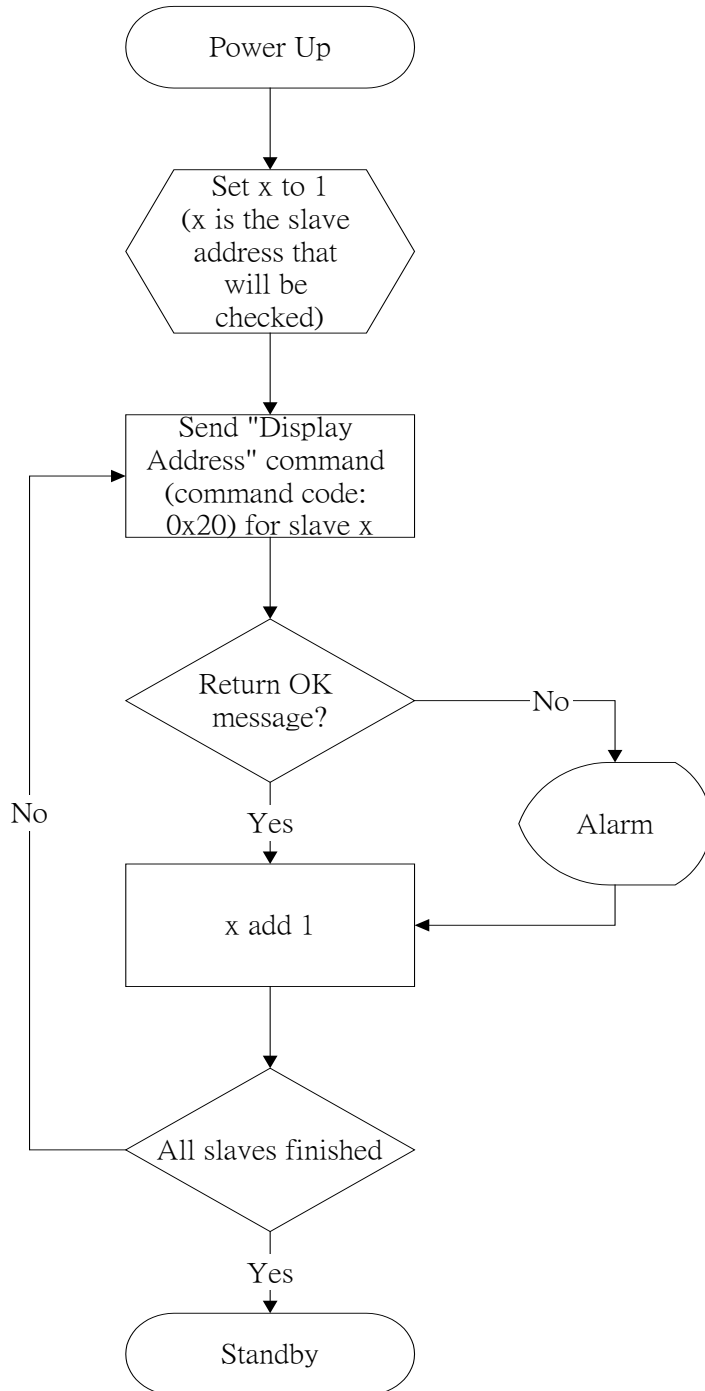 Power Up
Set x to 1
(x is the slave
address that
will be
checked)
Send "Display
Address" command
(command code:
0x20) for slave x
Return OK
message?
No
Alarm
No
Yes
x add 1
All slaves finished
Yes
Standby